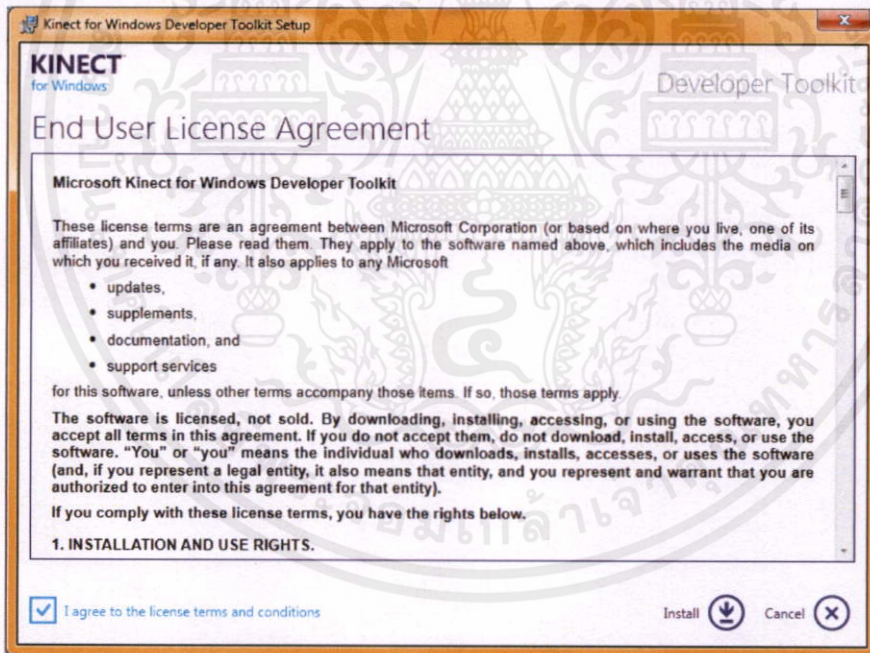 Kinect for Windows Developer Toolkit Setup
KINECT
for Windows
Developer Toolkit
End User License Agreement
Microsoft Kinect for Windows Developer Toolkit
These license terms are an agreement between Microsoft Corporation (or based on where you live, one of its
affiliates) and you. Please read them. They apply to the software named above, which includes the media on
which you received it, if any. It also applies to any Microsoft
• updates,
• supplements,
• documentation, and
• support services
for this software, unless other terms accompany those items. If so, those terms apply.
The software is licensed, not sold. By downloading, installing, accessing, or using the software, you
accept all terms in this agreement. If you do not accept them, do not download, install, access, or use the
software. “You” or “you” means the individual who downloads, installs, accesses, or uses the software
(and, if you represent a legal entity, it also means that entity, and you represent and warrant that you are
authorized to enter into this agreement for that entity).
If you comply with these license terms, you have the rights below.
1. INSTALLATION AND USE RIGHTS.
I agree to the license terms and conditions
Install
Cancel